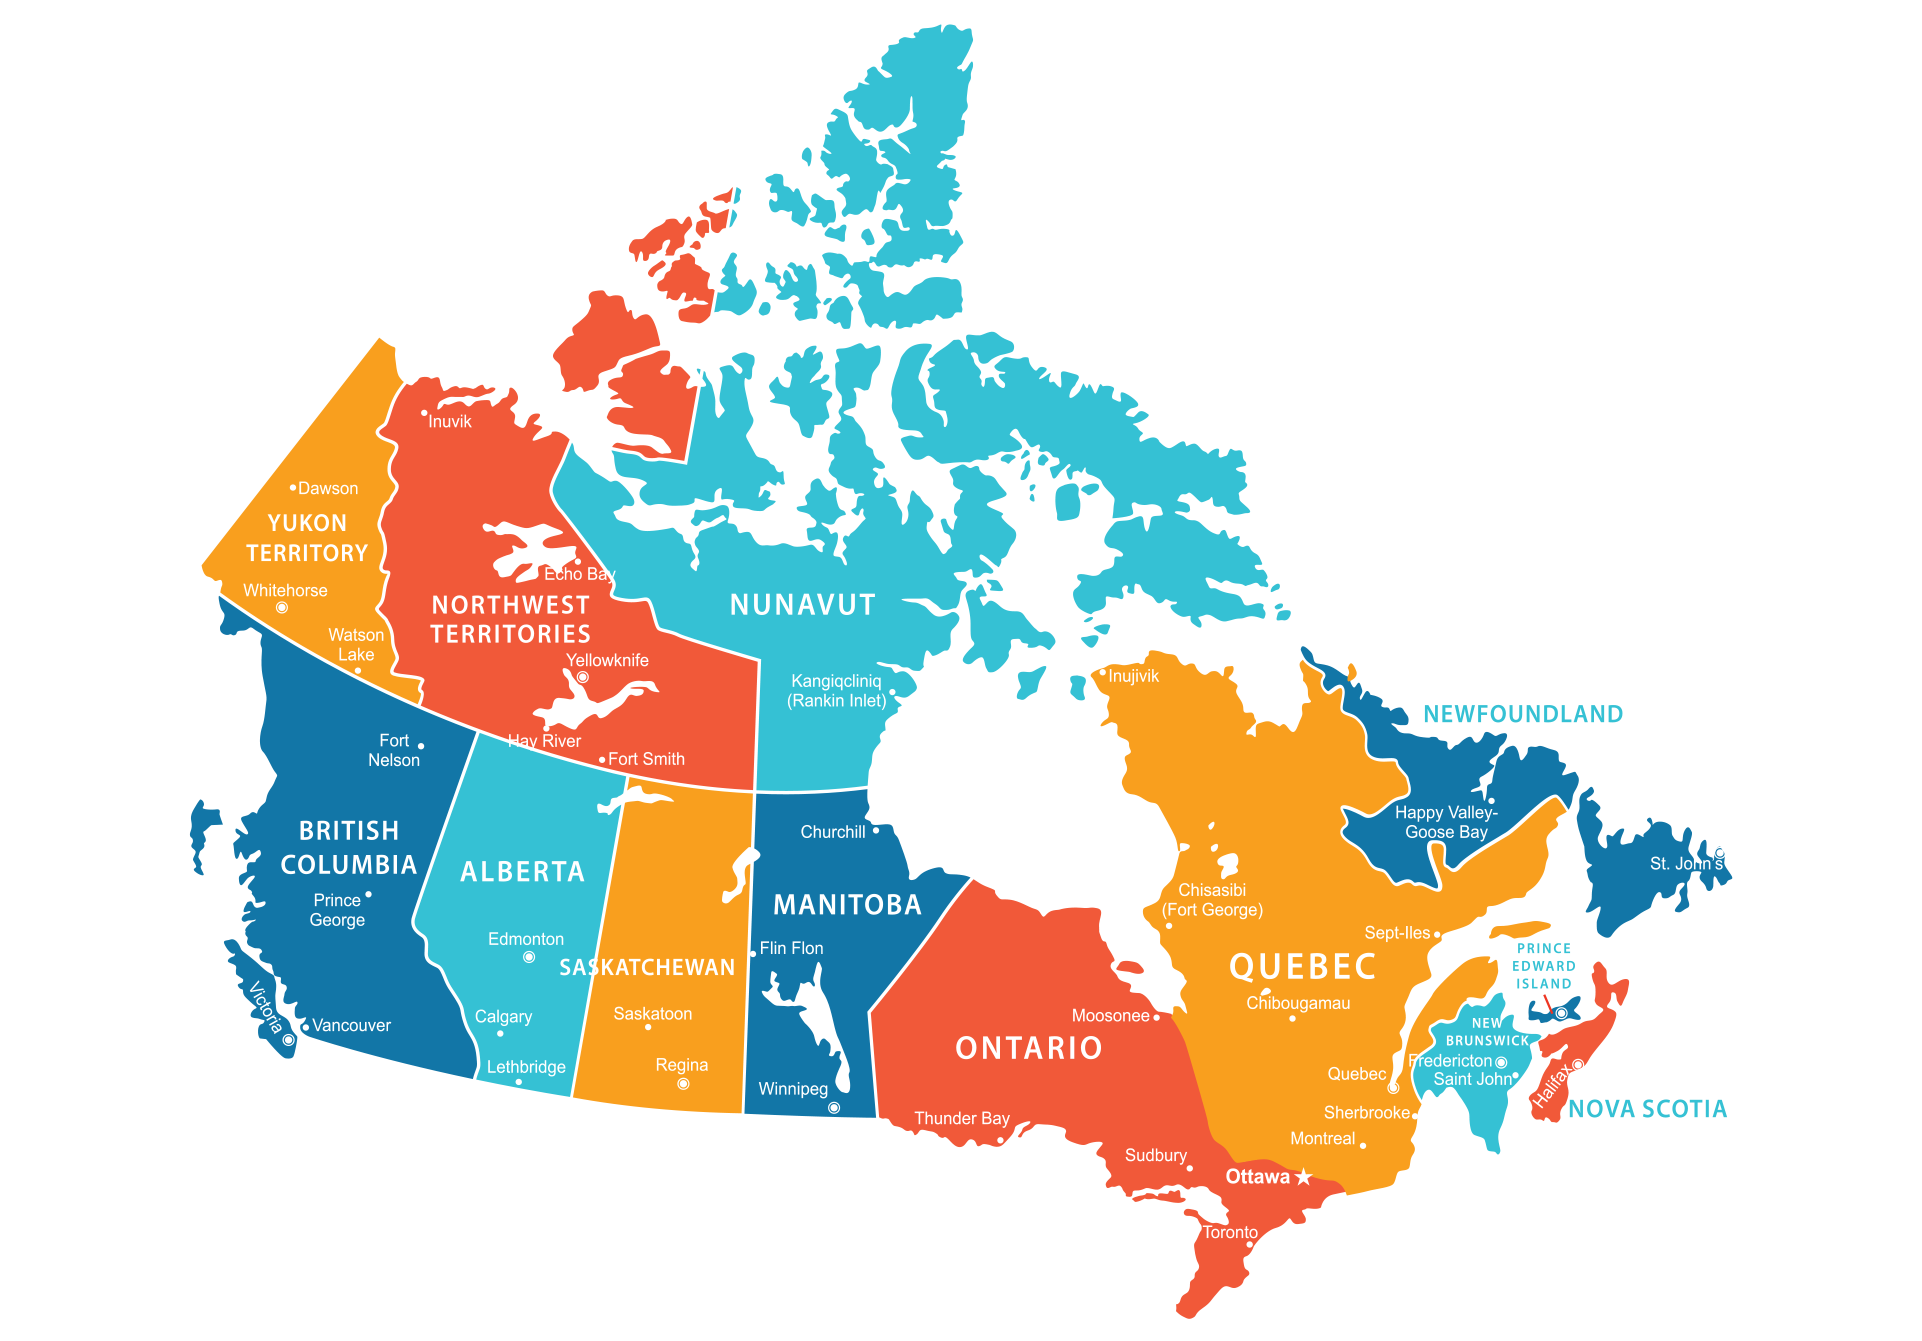 Inuvik
Dawson
YUKON
TERRITORY
Whitehorse
Watson
Lake
Echo Bay
NORTHWEST
TERRITORIES
Yellowknife
Hay River
Fort Smith
NUNAVUT
Kangiqcliniq
(Rankin Inlet)
Inujivik
NEWFOUNDLAND
Happy Valley-
Goose Bay
St. John's
Fort
Nelson
BRITISH
COLUMBIA
Prince
George
Victoria
Vancouver
ALBERTA
Edmonton
Calgary
Lethbridge
SASKATCHEWAN
Saskatoon
Regina
Churchill
MANITOBA
Flin Flon
Winnipeg
ONTARIO
Moosonee
Thunder Bay
Sudbury
Ottawa
Toronto
Chisasibi
(Fort George)
Sept-Iles
QUEBEC
Chibougamau
Quebec
Sherbrooke
Montreal
PRINCE
EDWARD
ISLAND
NEW
BRUNSWICK
Fredericton
Saint John
Halifax
NOVA SCOTIA